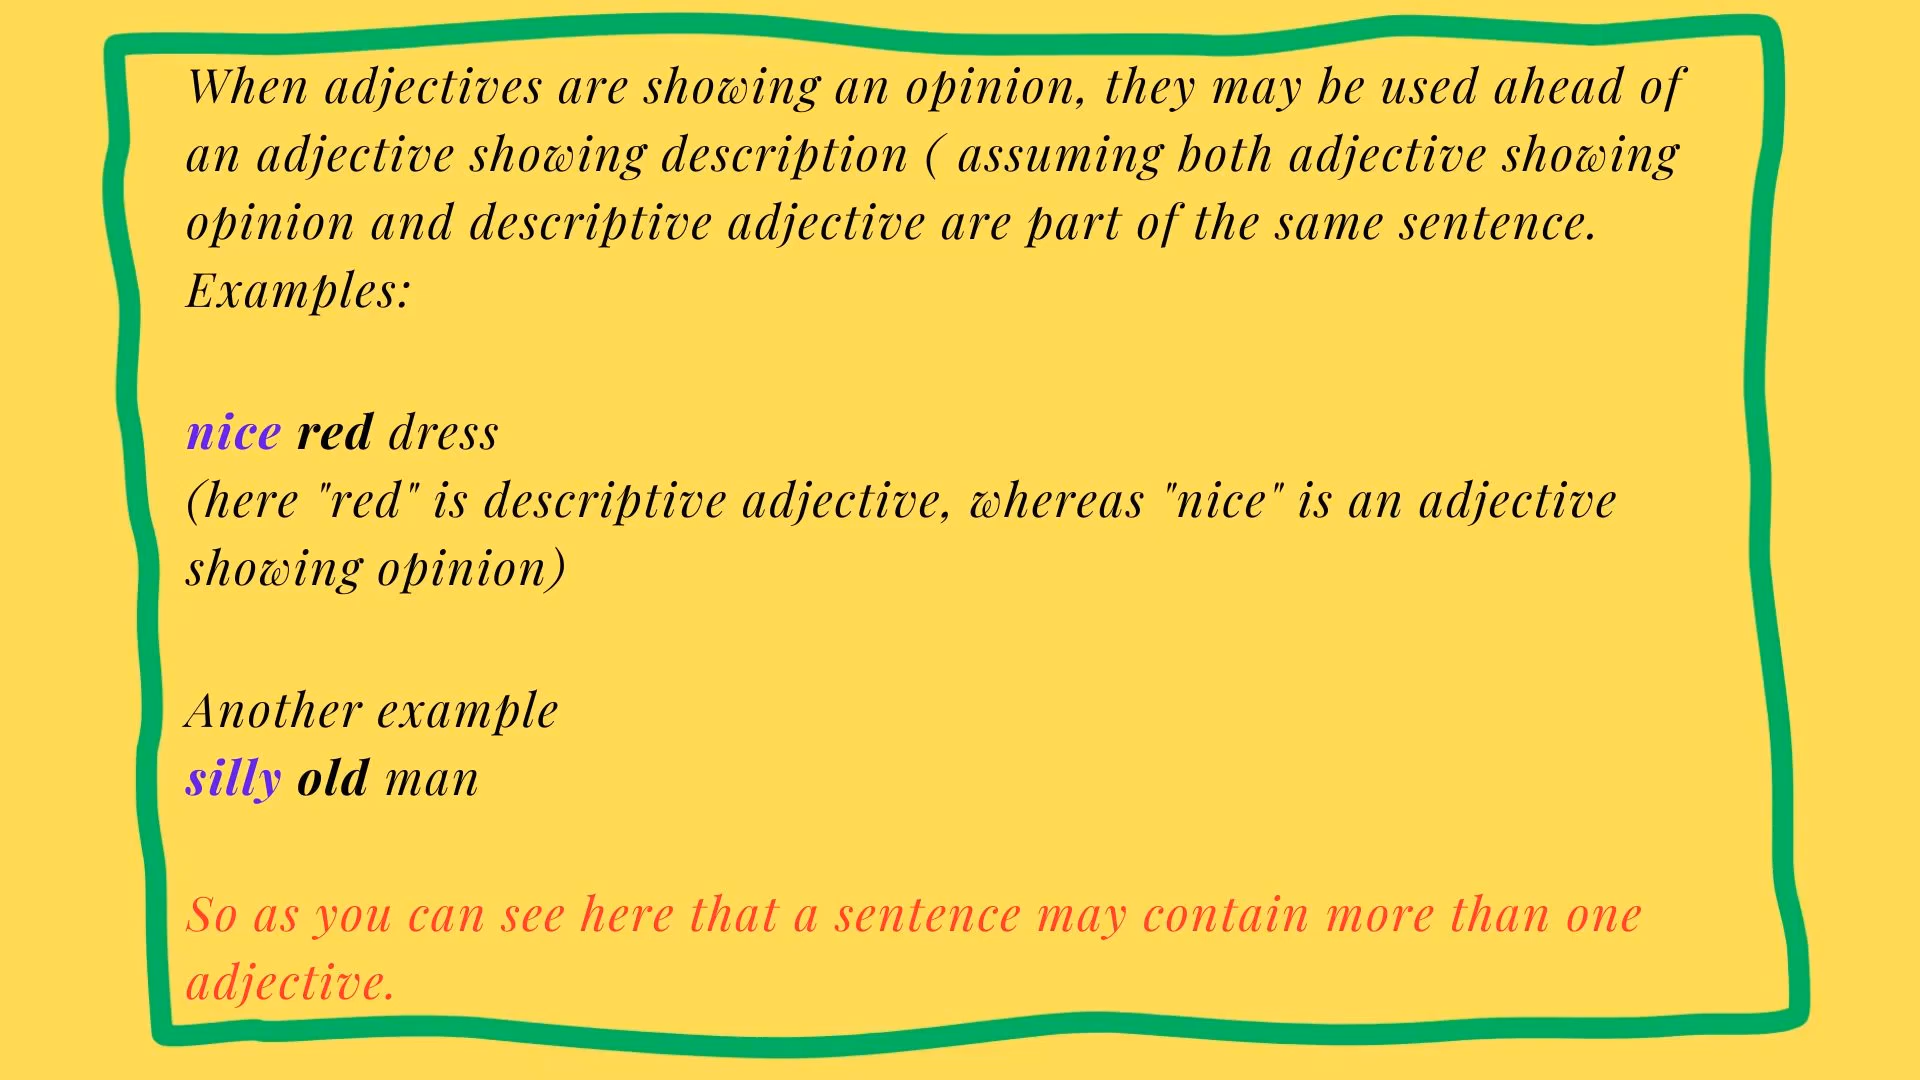 When adjectives are showing an opinion, they may be used ahead of
an adjective showing description ( assuming both adjective showing
opinion and descriptive adjective are part of the same sentence.
Examples:
nice red dress
(here "red" is descriptive adjective, whereas "nice" is an adjective
showing opinion)
Another example
silly old man
So as you can see here that a sentence may contain more than one
adjective.